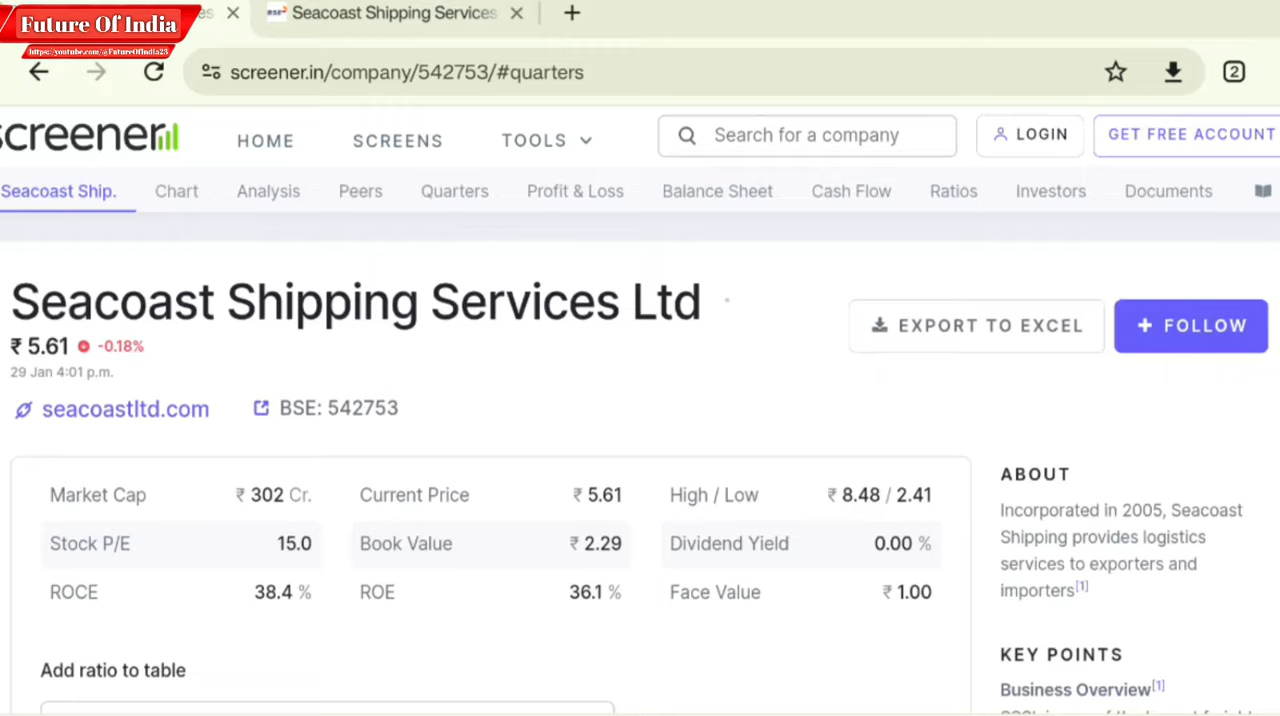 Future Of India
https://youtube.com/@FutureOfIndia23
es
BSE Seacoast Shipping Services
screener.in/company/542753/#quarters
2
screener
HOME
SCREENS
TOOLS
Search for a company
LOGIN
GET FREE ACCOUNT
Seacoast Ship.
Chart
Analysis
Peers
Quarters
Profit & Loss
Balance Sheet
Cash Flow
Ratios
Investors
Documents
Seacoast Shipping Services Ltd
EXPORT TO EXCEL
+ FOLLOW
₹ 5.61 -0.18%
29 Jan 4:01 p.m.
seacoastltd.com
BSE: 542753
Market Cap ₹ 302 Cr.
Current Price ₹ 5.61
High / Low ₹ 8.48 / 2.41
Stock P/E 15.0
Book Value ₹ 2.29
Dividend Yield 0.00 %
ROCE 38.4 %
ROE 36.1 %
Face Value ₹ 1.00
Add ratio to table
ABOUT
Incorporated in 2005, Seacoast
Shipping provides logistics
services to exporters and
importers[1]
KEY POINTS
Business Overview[1]